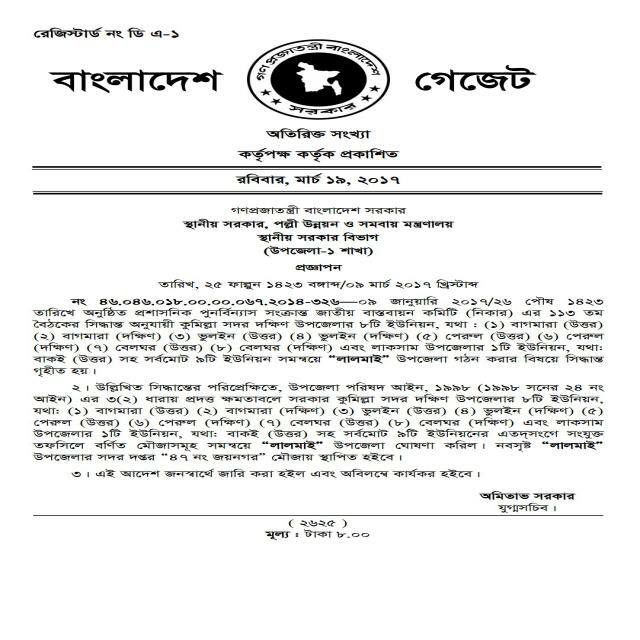 রেজিস্টার্ড নং ডি এ-১
বাংলাদেশ গেজেট
গণপ্রজাতন্ত্রী বাংলাদেশ
সরকার
অতিরিক্ত সংখ্যা
কর্তৃপক্ষ কর্তৃক প্রকাশিত
রবিবার, মার্চ ১৯, ২০১৭
গণপ্রজাতন্ত্রী বাংলাদেশ সরকার
স্থানীয় সরকার, পল্লী উন্নয়ন ও সমবায় মন্ত্রণালয়
স্থানীয় সরকার বিভাগ
(উপজেলা-১ শাখা)
প্রজ্ঞাপন
তারিখ, ২৫ ফাল্গুন ১৪২৩ বঙ্গাব্দ/০৯ মার্চ ২০১৭ খ্রিস্টাব্দ
নং ৪৬.০৪৬.০১৮.০০.০০.০৬৭.২০১৪-৩২৬—০৯ জানুয়ারি ২০১৭/২৬ পৌষ ১৪২৩
তারিখে অনুষ্ঠিত প্রশাসনিক পুনর্বিন্যাস সংক্রান্ত জাতীয় বাস্তবায়ন কমিটি (নিকার) এর ১১৩ তম
বৈঠকের সিদ্ধান্ত অনুযায়ী কুমিল্লা সদর দক্ষিণ উপজেলার ৮টি ইউনিয়ন, যথা : (১) বাগমারা (উত্তর)
(২) বাগমারা (দক্ষিণ) (৩) ভুলইন (উত্তর) (৪) ভুলইন (দক্ষিণ) (৫) পেরুল (উত্তর) (৬) পেরুল
(দক্ষিণ) (৭) বেলঘর (উত্তর) (৮) বেলঘর (দক্ষিণ) এবং লাকসাম উপজেলার ১টি ইউনিয়ন, যথা:
বাকই (উত্তর) সহ সর্বমোট ৯টি ইউনিয়ন সমন্বয়ে “লালমাই” উপজেলা গঠন করার বিষয়ে সিদ্ধান্ত
গৃহীত হয়।
২। উল্লিখিত সিদ্ধান্তের পরিপ্রেক্ষিতে, উপজেলা পরিষদ আইন, ১৯৯৮ (১৯৯৮ সনের ২৪ নং
আইন) এর ৩(২) ধারায় প্রদত্ত ক্ষমতাবলে সরকার কুমিল্লা সদর দক্ষিণ উপজেলার ৮টি ইউনিয়ন,
যথা: (১) বাগমারা (উত্তর) (২) বাগমারা (দক্ষিণ) (৩) ভুলইন (উত্তর) (৪) ভুলইন (দক্ষিণ) (৫)
পেরুল (উত্তর) (৬) পেরুল (দক্ষিণ) (৭) বেলঘর (উত্তর) (৮) বেলঘর (দক্ষিণ) এবং লাকসাম
উপজেলার ১টি ইউনিয়ন, যথা: বাকই (উত্তর) সহ সর্বমোট ৯টি ইউনিয়নের এতদ্‌সংগে সংযুক্ত
তফসিলে বর্ণিত মৌজাসমূহ সমন্বয়ে “লালমাই” উপজেলা ঘোষণা করিল। নবসৃষ্ট “লালমাই”
উপজেলার সদর দপ্তর “৪৭ নং জয়নগর” মৌজায় স্থাপিত হইবে।
৩। এই আদেশ জনস্বার্থে জারি করা হইল এবং অবিলম্বে কার্যকর হইবে।
অমিতাভ সরকার
যুগ্মসচিব।
( ২৬২৫ )
মূল্য : টাকা ৮.০০